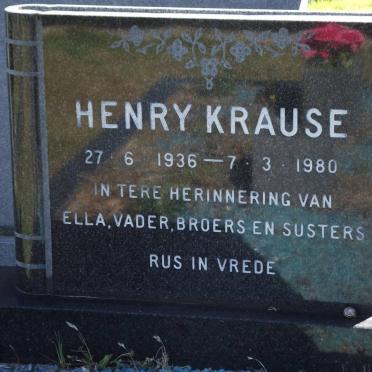 HENRY KRAUSE
27 · 6 · 1936 — 7 · 3 · 1980
IN TERE HERINNERING VAN
ELLA, VADER, BROERS EN SUSTERS
RUS IN VREDE